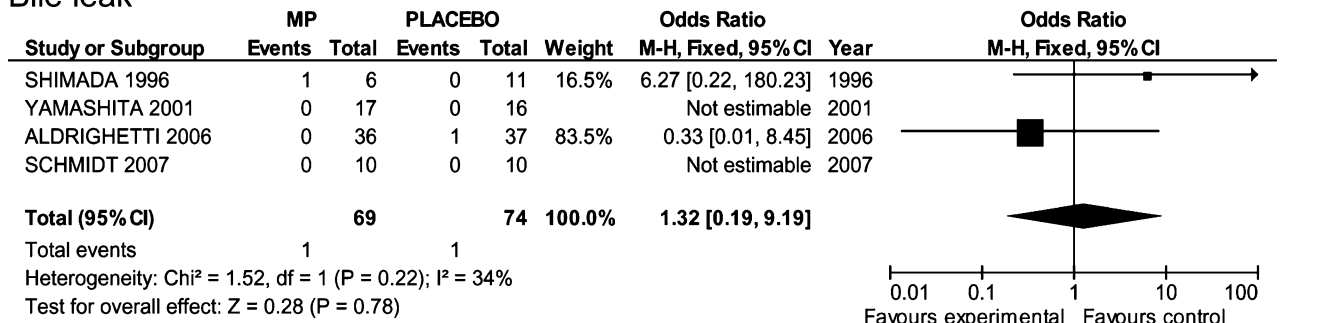 Bile leak
MP PLACEBO Odds Ratio Odds Ratio
Study or Subgroup Events Total Events Total Weight M-H, Fixed, 95% CI Year M-H, Fixed, 95% CI
SHIMADA 1996 1 6 0 11 16.5% 6.27 [0.22, 180.23] 1996
YAMASHITA 2001 0 17 0 16 Not estimable 2001
ALDRIGHETTI 2006 0 36 1 37 83.5% 0.33 [0.01, 8.45] 2006
SCHMIDT 2007 0 10 0 10 Not estimable 2007
Total (95% CI) 69 74 100.0% 1.32 [0.19, 9.19]
Total events 1 1
Heterogeneity: Chi² = 1.52, df = 1 (P = 0.22); I² = 34%
Test for overall effect: Z = 0.28 (P = 0.78)
0.01 0.1 1 10 100
Favours experimental Favours control